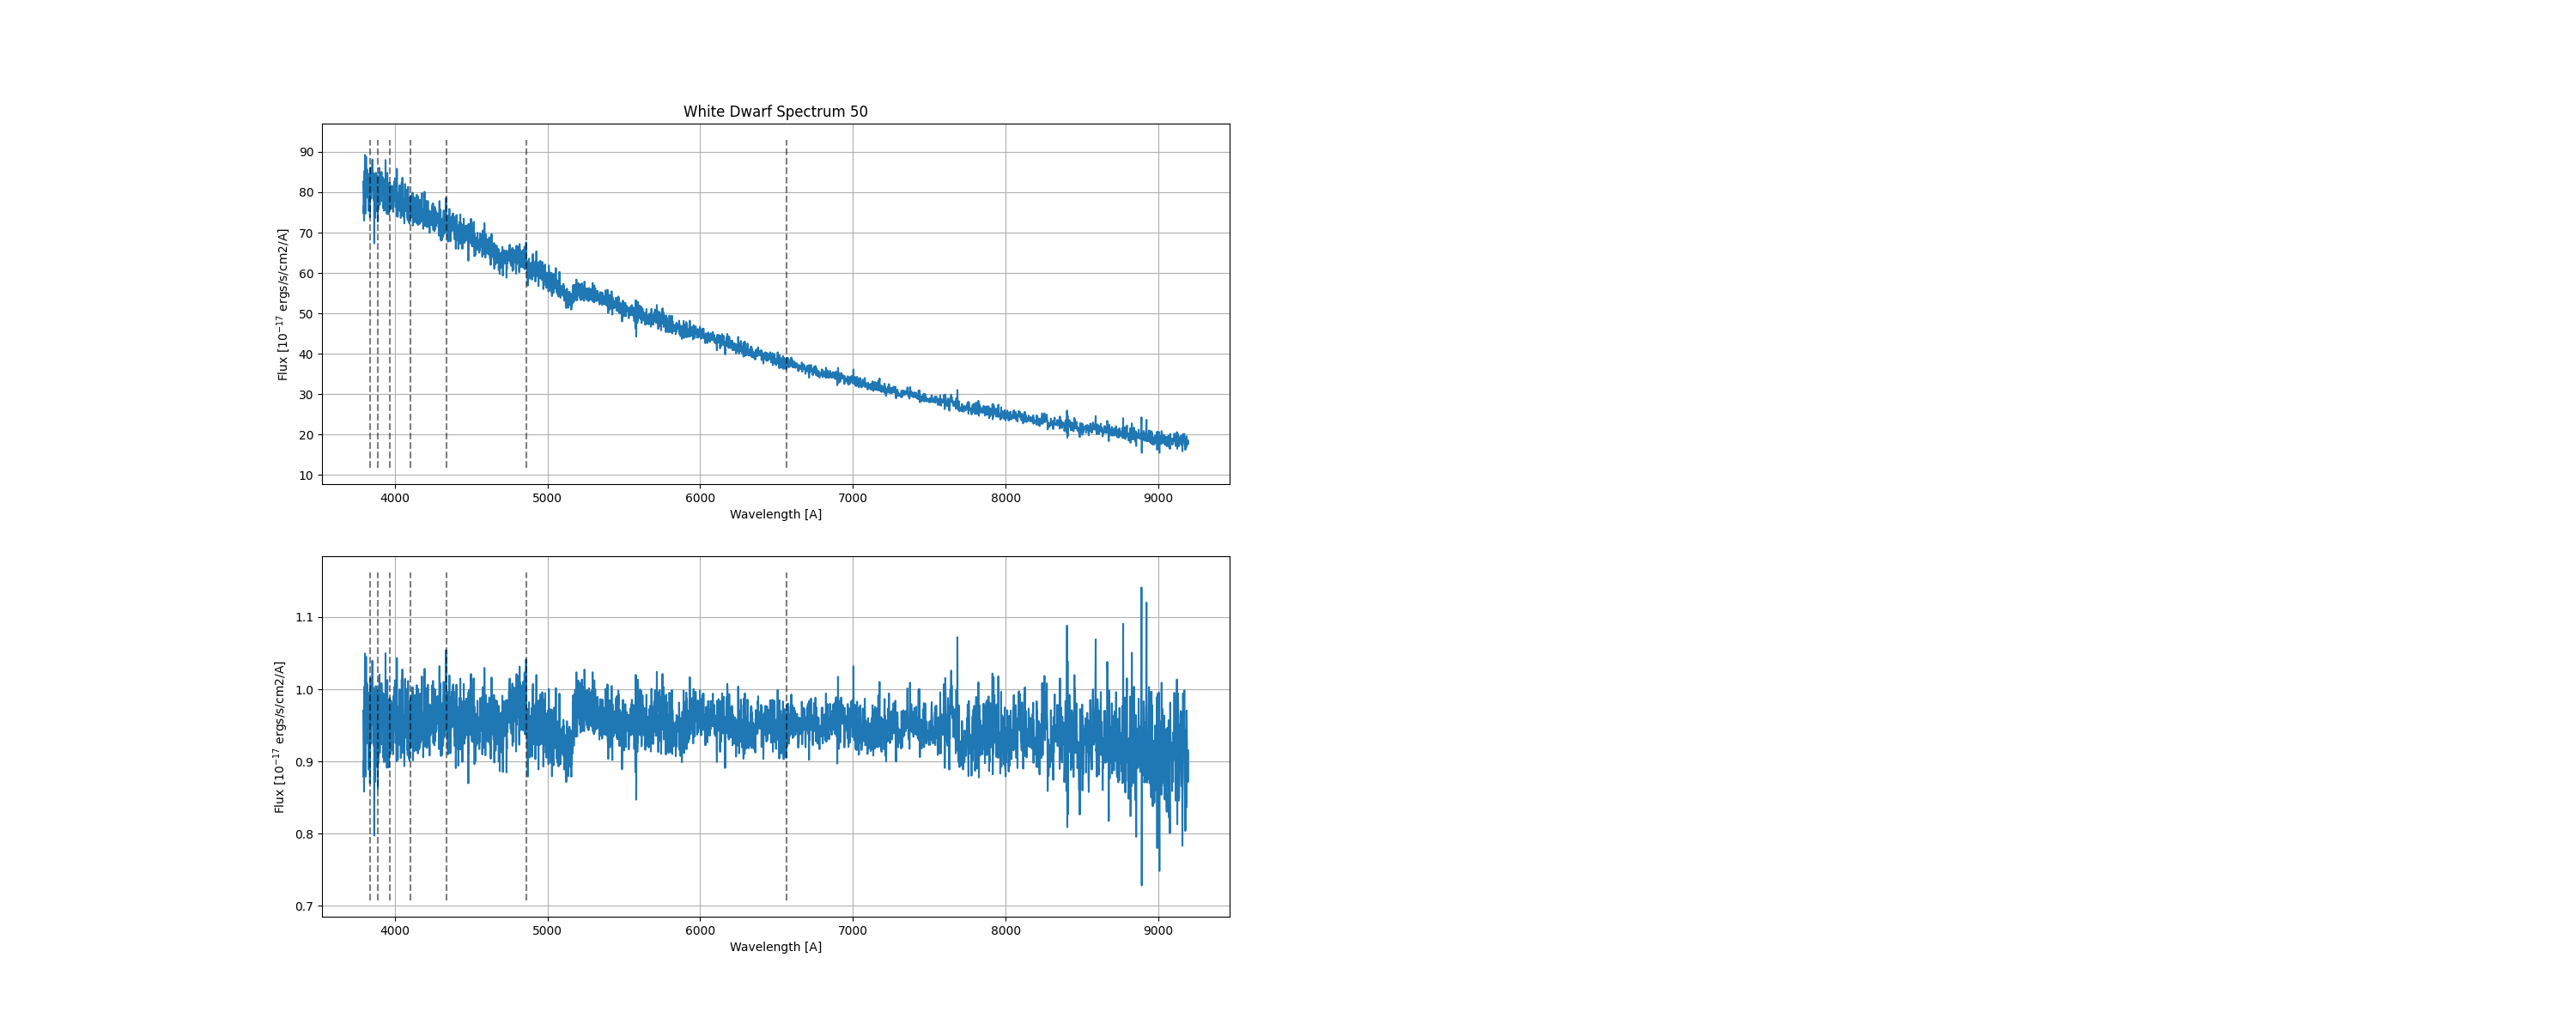 White Dwarf Spectrum 50
Flux [10⁻¹⁷ ergs/s/cm2/A]
90
80
70
60
50
40
30
20
10
4000 5000 6000 7000 8000 9000
Wavelength [A]
Flux [10⁻¹⁷ ergs/s/cm2/A]
1.1
1.0
0.9
0.8
0.7
4000 5000 6000 7000 8000 9000
Wavelength [A]